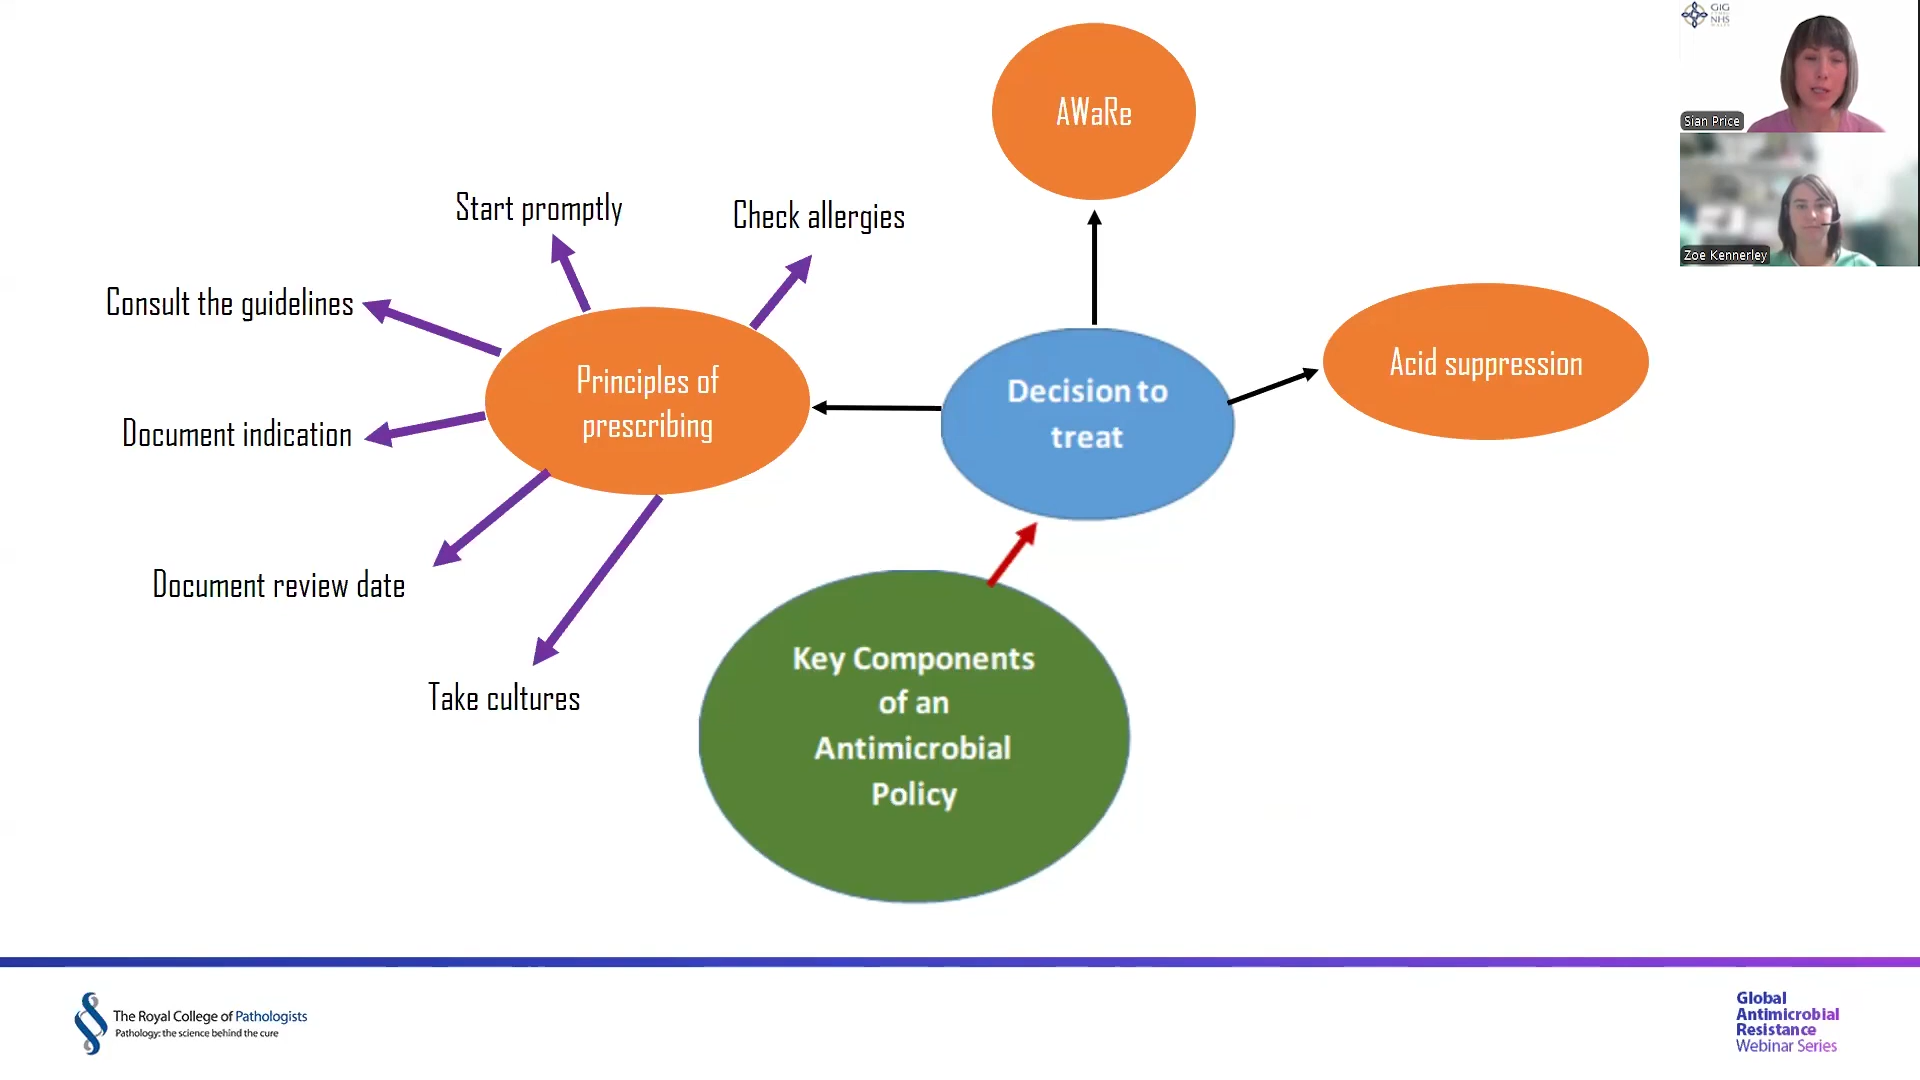 AWaRe
Start promptly
Check allergies
Consult the guidelines
Principles of
prescribing
Document indication
Document review date
Take cultures
Decision to
treat
Acid suppression
Key Components
of an
Antimicrobial
Policy
GIG
NHS
Sian Price
Zoe Kennerley
The Royal College of Pathologists
Pathology: the science behind the cure
Global
Antimicrobial
Resistance
Webinar Series